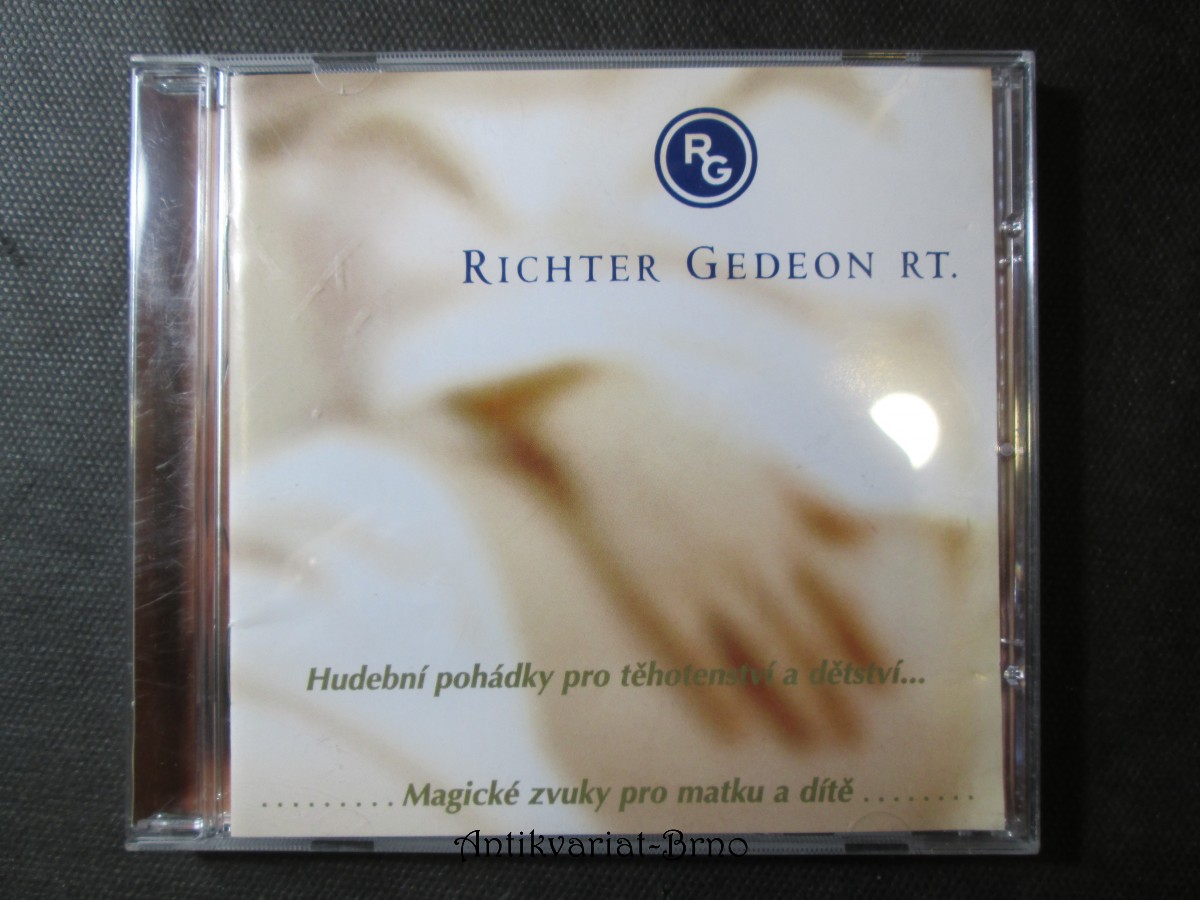 RG
RICHTER GEDEON RT.
Hudební pohádky pro těhotenství a dětství...
.........Magické zvuky pro matku a dítě........
Antikvariat-Brno